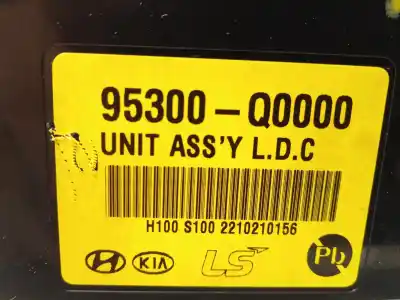 95300-Q0000
UNIT ASS'Y L.D.C
H100 S100 2210210156
KIA LS Pb